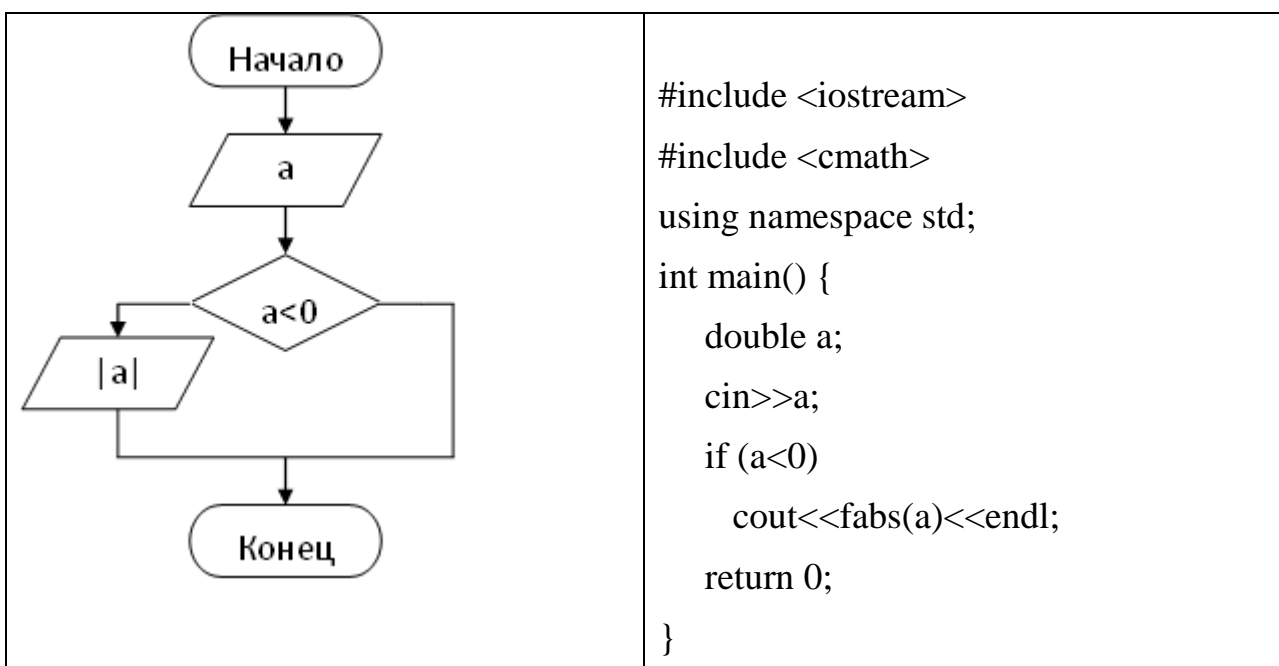 Начало
a
a<0
|a|
Конец
#include <iostream>
#include <cmath>
using namespace std;
int main() {
double a;
cin>>a;
if (a<0)
cout<<fabs(a)<<endl;
return 0;
}